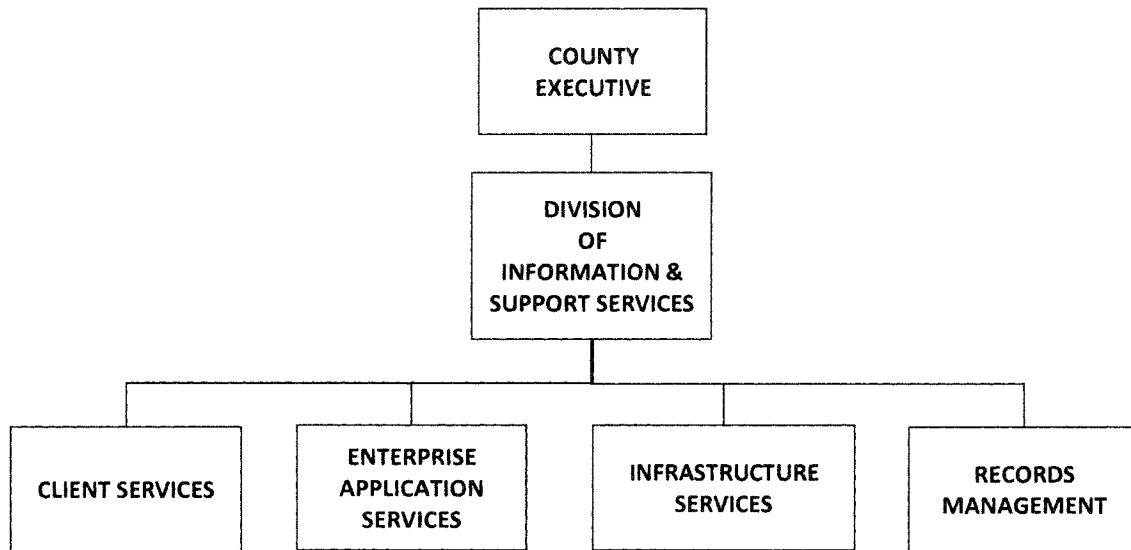 COUNTY
EXECUTIVE
DIVISION
OF
INFORMATION &
SUPPORT SERVICES
CLIENT SERVICES
ENTERPRISE
APPLICATION
SERVICES
INFRASTRUCTURE
SERVICES
RECORDS
MANAGEMENT